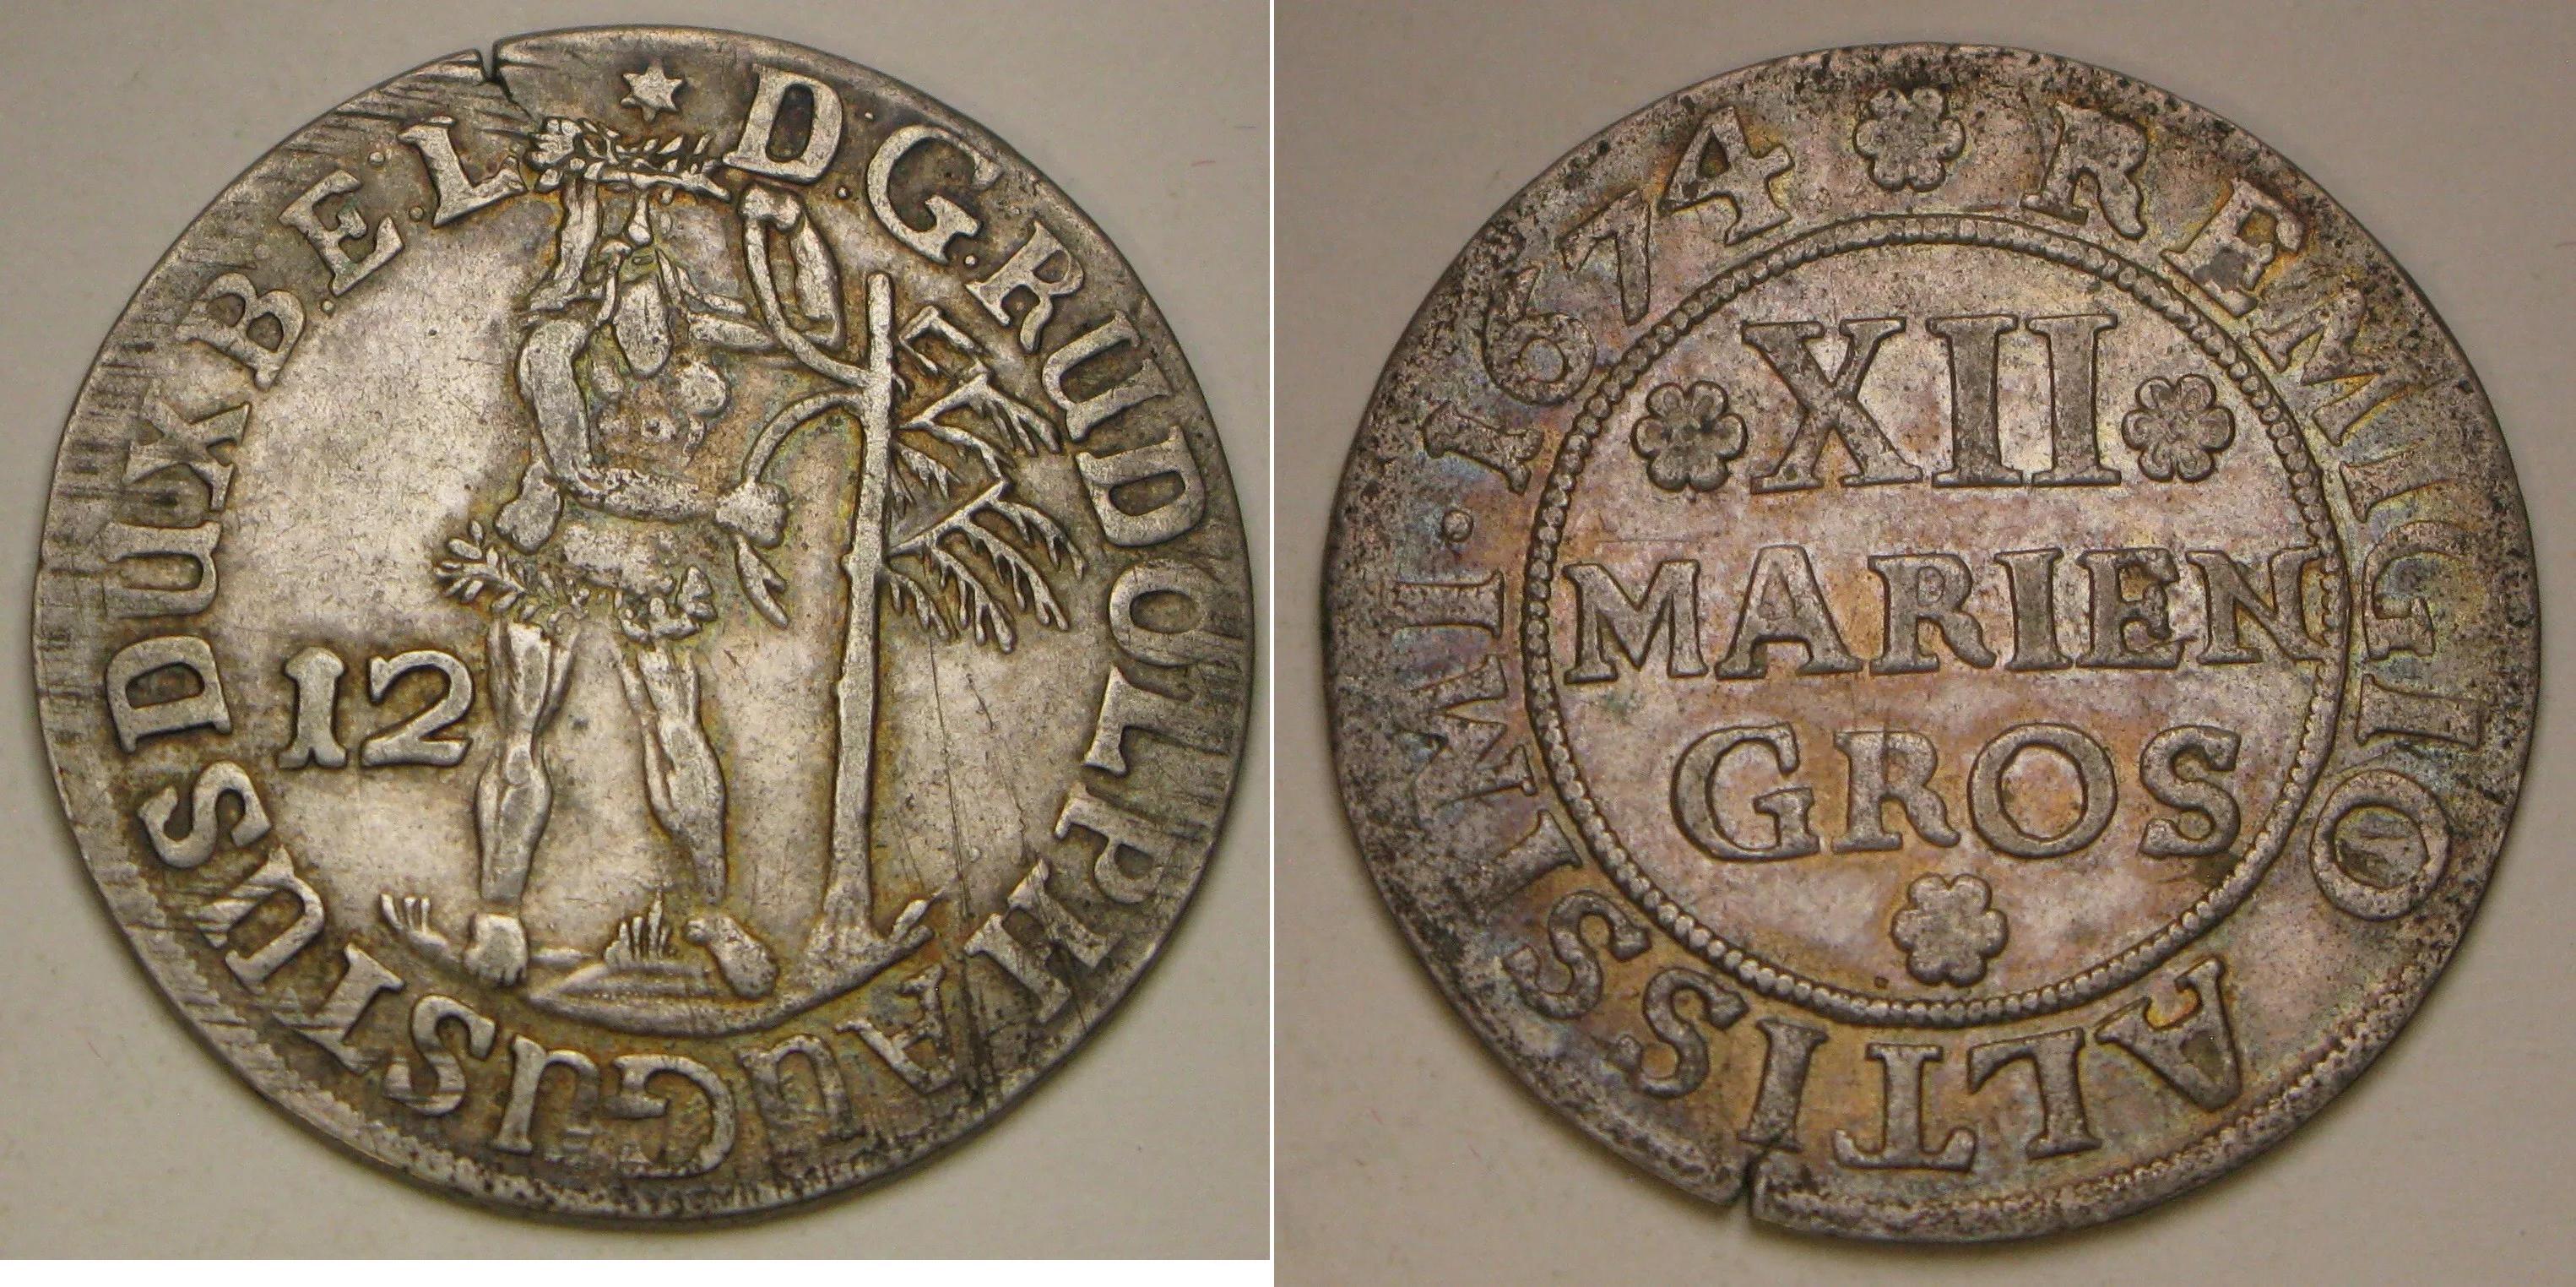 D.G.RUDOLPH AUGUSTUS DUX B.E.L
12
REMIGIO ALTISSIMI.1674
XII
MARIEN
GROS